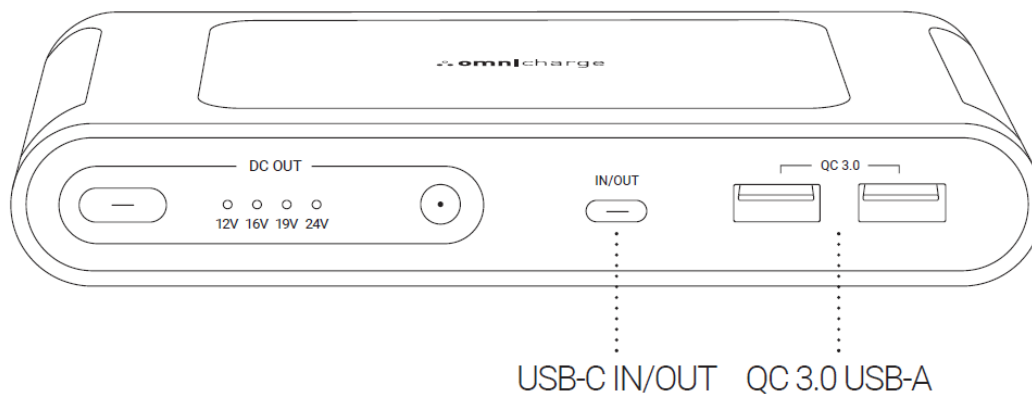 omnicharge
DC OUT
12V 16V 19V 24V
IN/OUT
QC 3.0
USB-C IN/OUT
QC 3.0 USB-A